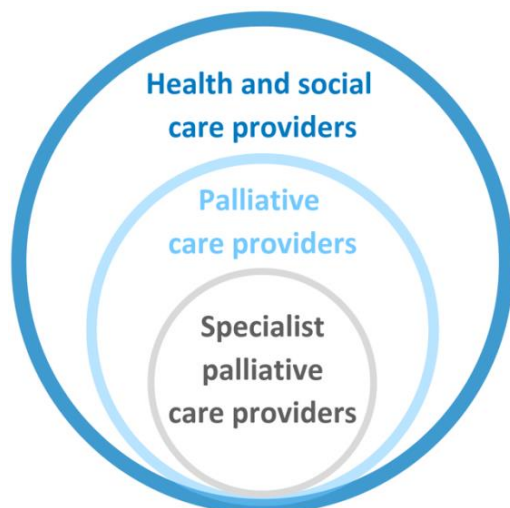 Health and social
care providers
Palliative
care providers
Specialist
palliative
care providers